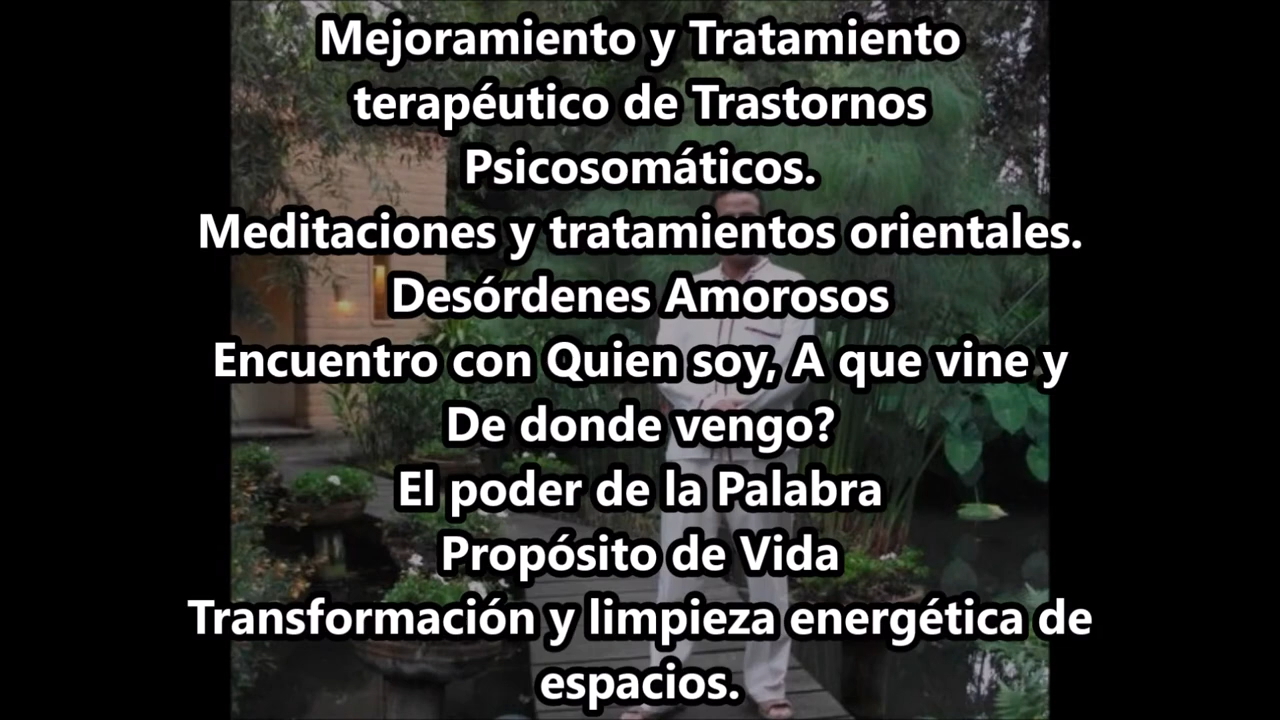 Mejoramiento y Tratamiento
terapéutico de Trastornos
Psicosomáticos.
Meditaciones y tratamientos orientales.
Desórdenes Amorosos
Encuentro con Quien soy, A que vine y
De donde vengo?
El poder de la Palabra
Propósito de Vida
Transformación y limpieza energética de
espacios.